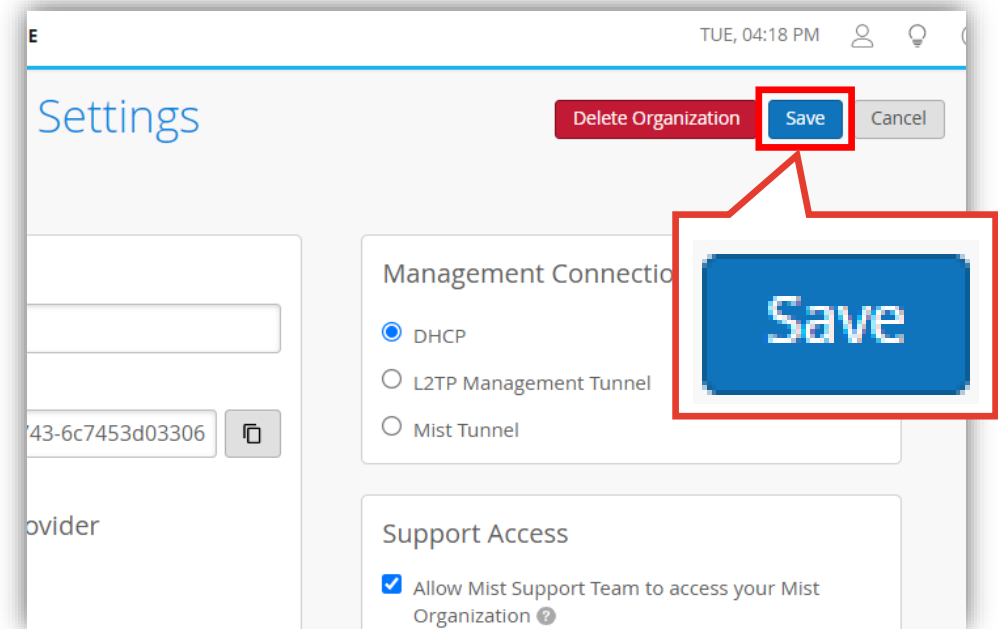 E
TUE, 04:18 PM
Settings
Delete Organization
Save
Cancel
Management Connectio
Save
DHCP
L2TP Management Tunnel
Mist Tunnel
743-6c7453d03306
ovider
Support Access
Allow Mist Support Team to access your Mist
Organization ?